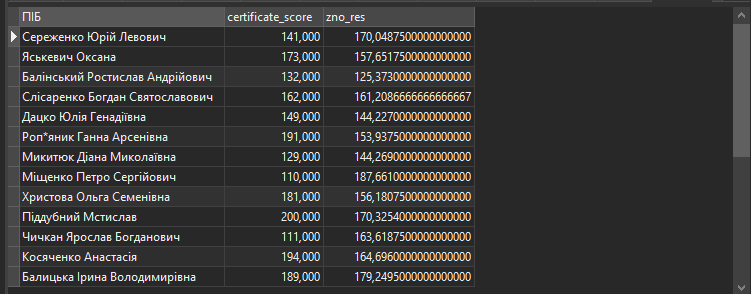 ПІБ certificate_score zno_res
Сереженко Юрій Левович 141,000 170,0487500000000000
Яськевич Оксана 173,000 157,6517500000000000
Балінський Ростислав Андрійович 132,000 125,3730000000000000
Слісаренко Богдан Святославович 162,000 161,2086666666666667
Дацко Юлія Генадіївна 149,000 144,2270000000000000
Роп*яник Ганна Арсенівна 191,000 153,9375000000000000
Микитюк Діана Миколаївна 129,000 144,2690000000000000
Міщенко Петро Сергійович 110,000 187,6610000000000000
Христова Ольга Семенівна 181,000 156,1807500000000000
Піддубний Мстислав 200,000 170,3254000000000000
Чичкан Ярослав Богданович 111,000 163,6187500000000000
Косяченко Анастасія 194,000 164,6960000000000000
Балицька Ірина Володимирівна 189,000 179,2495000000000000